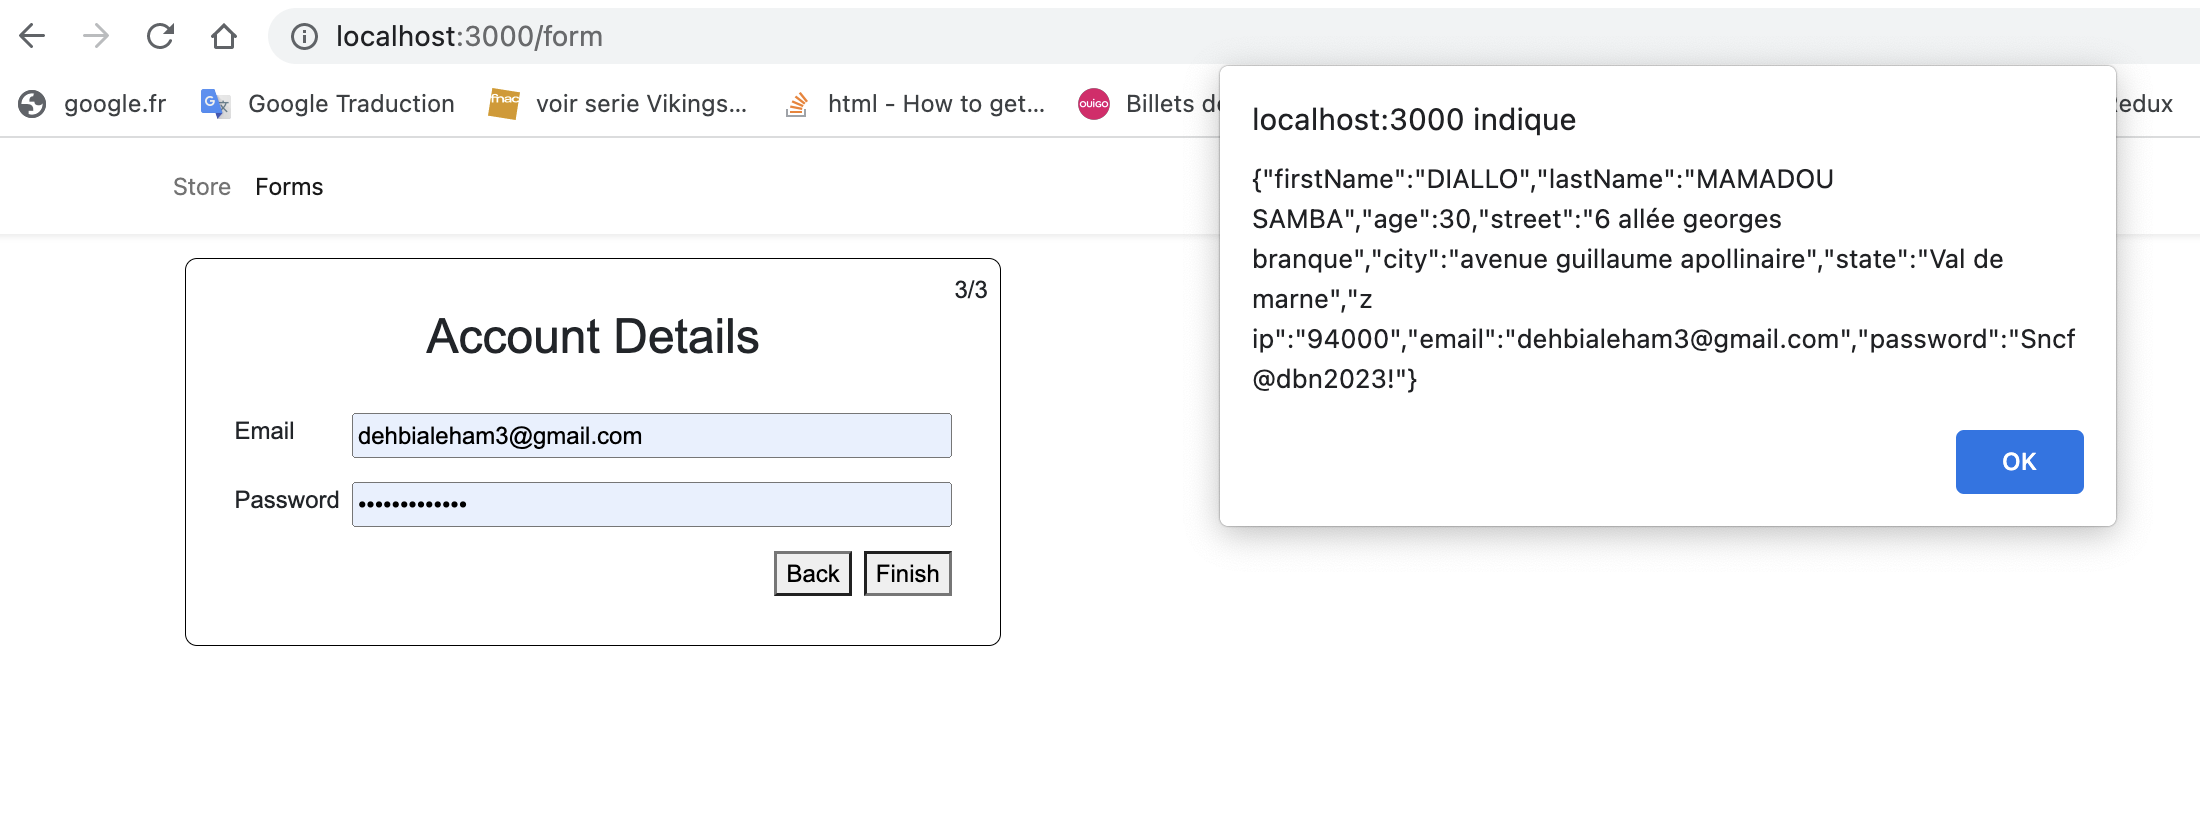 localhost:3000/form
google.fr Google Traduction fnac voir serie Vikings... html - How to get... OUIGO Billets d
localhost:3000 indique
{"firstName":"DIALLO","lastName":"MAMADOU
SAMBA","age":30,"street":"6 allée georges
branque","city":"avenue guillaume apollinaire","state":"Val de
marne","z
ip":"94000","email":"dehbialeham3@gmail.com","password":"Sncf
@dbn2023!"}
OK
Store Forms
3/3
Account Details
Email dehbialeham3@gmail.com
Password •••••••••••••
Back Finish